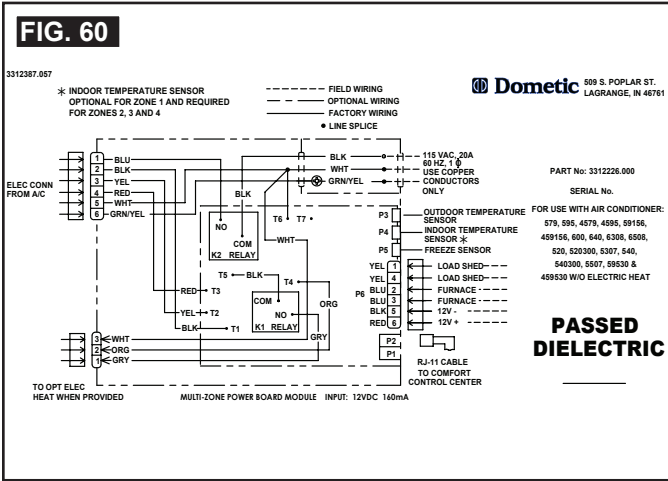 FIG. 60
3312387.057
* INDOOR TEMPERATURE SENSOR
OPTIONAL FOR ZONE 1 AND REQUIRED
FOR ZONES 2, 3 AND 4
FIELD WIRING
OPTIONAL WIRING
FACTORY WIRING
• LINE SPLICE
Dometic
509 S. POPLAR ST.
LAGRANGE, IN 46761
ELEC CONN
FROM A/C
1 BLU
2 BLK
3 YEL
4 RED
5 WHT
6 GRN/YEL
BLK
WHT
GRN/YEL
115 VAC, 20A
60 HZ, 1 ϕ
USE COPPER
CONDUCTORS
ONLY
BLK
NO
COM
K2 RELAY
T6
T7
WHT
T5
BLK
T4
COM
NO
K1 RELAY
ORG
GRY
RED
T3
YEL
T2
BLK
T1
P3
OUTDOOR TEMPERATURE
SENSOR
P4
INDOOR TEMPERATURE
SENSOR *
P5
FREEZE SENSOR
P6
YEL 1 LOAD SHED
YEL 4 LOAD SHED
BLU 2 FURNACE
BLU 3 FURNACE
BLK 5 12V -
RED 6 12V +
P2
P1
RJ-11 CABLE
TO COMFORT
CONTROL CENTER
3 WHT
2 ORG
1 GRY
TO OPT ELEC
HEAT WHEN PROVIDED
MULTI-ZONE POWER BOARD MODULE INPUT: 12VDC 160mA
PART No: 3312226.000
SERIAL No.
FOR USE WITH AIR CONDITIONER:
579, 595, 4579, 4595, 59156,
459156, 600, 640, 6308, 6508,
520, 520300, 5307, 540,
540300, 5507, 59530 &
459530 W/O ELECTRIC HEAT
PASSED
DIELECTRIC